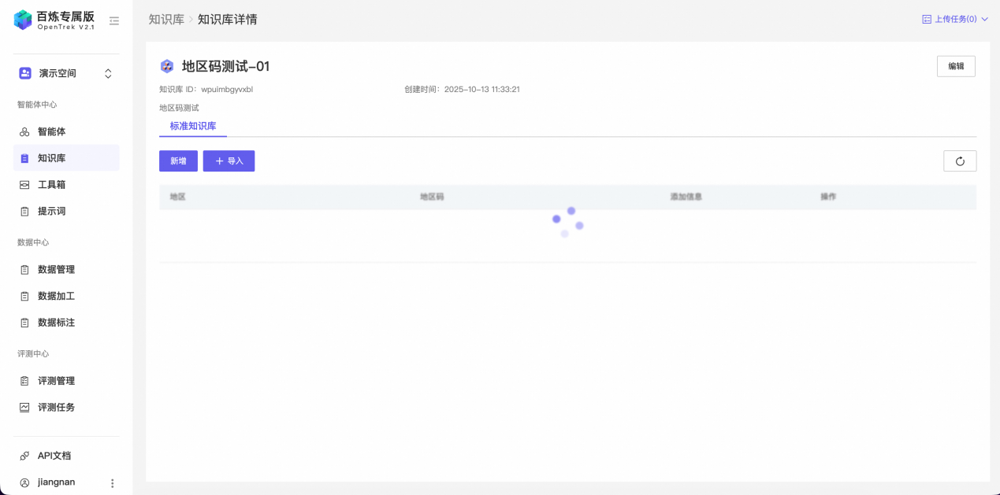 百炼专属版
OpenTrek V2.1
演示空间
智能体中心
智能体
知识库
工具箱
提示词
数据中心
数据管理
数据加工
数据标注
评测中心
评测管理
评测任务
API文档
jiangnan
知识库 > 知识库详情
上传任务(0)
地区码测试-01
编辑
知识库 ID: wpuimbgyvxbl
创建时间: 2025-10-13 11:33:21
地区码测试
标准知识库
新增
+ 导入
地区 地区码 添加信息 操作